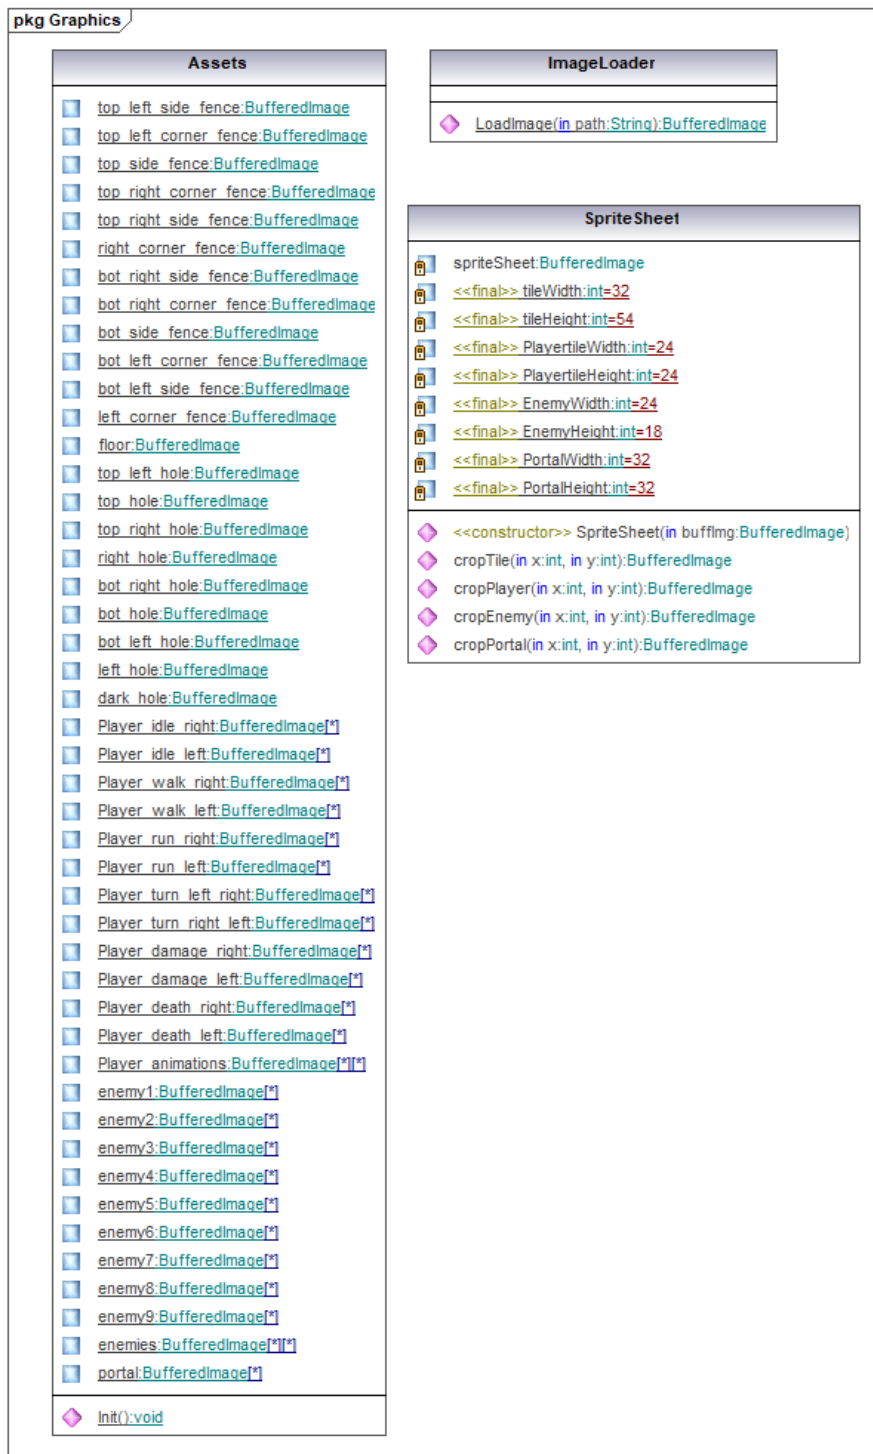 pkg Graphics
Assets
top_left_side_fence:BufferedImage
top_left_corner_fence:BufferedImage
top_side_fence:BufferedImage
top_right_corner_fence:BufferedImage
top_right_side_fence:BufferedImage
right_corner_fence:BufferedImage
bot_right_side_fence:BufferedImage
bot_right_corner_fence:BufferedImage
bot_side_fence:BufferedImage
bot_left_corner_fence:BufferedImage
bot_left_side_fence:BufferedImage
left_corner_fence:BufferedImage
floor:BufferedImage
top_left_hole:BufferedImage
top_hole:BufferedImage
top_right_hole:BufferedImage
right_hole:BufferedImage
bot_right_hole:BufferedImage
bot_hole:BufferedImage
bot_left_hole:BufferedImage
left_hole:BufferedImage
dark_hole:BufferedImage
Player_idle_right:BufferedImage[*]
Player_idle_left:BufferedImage[*]
Player_walk_right:BufferedImage[*]
Player_walk_left:BufferedImage[*]
Player_run_right:BufferedImage[*]
Player_run_left:BufferedImage[*]
Player_turn_left_right:BufferedImage[*]
Player_turn_right_left:BufferedImage[*]
Player_damage_right:BufferedImage[*]
Player_damage_left:BufferedImage[*]
Player_death_right:BufferedImage[*]
Player_death_left:BufferedImage[*]
Player_animations:BufferedImage[*][*]
enemy1:BufferedImage[*]
enemy2:BufferedImage[*]
enemy3:BufferedImage[*]
enemy4:BufferedImage[*]
enemy5:BufferedImage[*]
enemy6:BufferedImage[*]
enemy7:BufferedImage[*]
enemy8:BufferedImage[*]
enemy9:BufferedImage[*]
enemies:BufferedImage[*][*]
portal:BufferedImage[*]
Init():void
ImageLoader
LoadImage(in path:String):BufferedImage
SpriteSheet
spriteSheet:BufferedImage
<<final>> tileWidth:int=32
<<final>> tileHeight:int=54
<<final>> PlayertileWidth:int=24
<<final>> PlayertileHeight:int=24
<<final>> EnemyWidth:int=24
<<final>> EnemyHeight:int=18
<<final>> PortalWidth:int=32
<<final>> PortalHeight:int=32
<<constructor>> SpriteSheet(in buffImg:BufferedImage)
cropTile(in x:int, in y:int):BufferedImage
cropPlayer(in x:int, in y:int):BufferedImage
cropEnemy(in x:int, in y:int):BufferedImage
cropPortal(in x:int, in y:int):BufferedImage